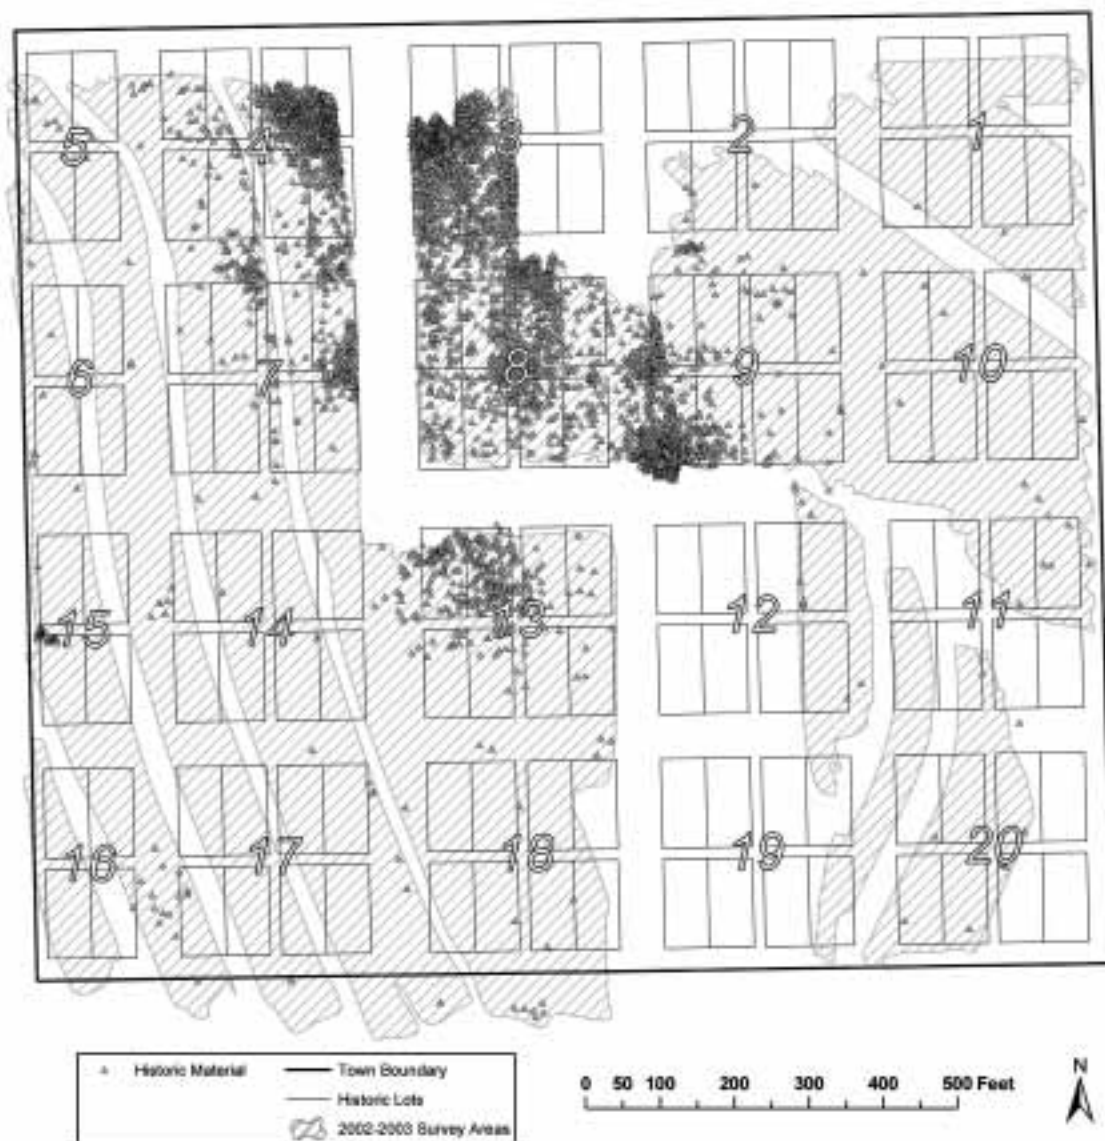 5 4 3 2 1
6 7 8 9 10
15 14 13 12 11
16 17 18 19 20
Historic Material
Town Boundary
Historic Lots
2002-2003 Survey Areas
0 50 100 200 300 400 500 Feet
N